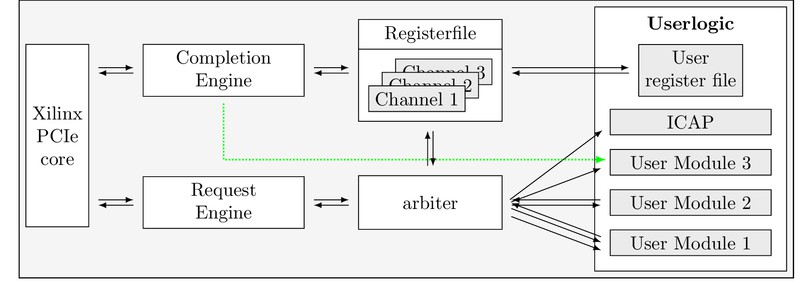 Userlogic
Registerfile
Completion
Engine
User
register file
Channel 3
Channel 2
Channel 1
Xilinx
PCIe
core
ICAP
User Module 3
Request
Engine
arbiter
User Module 2
User Module 1